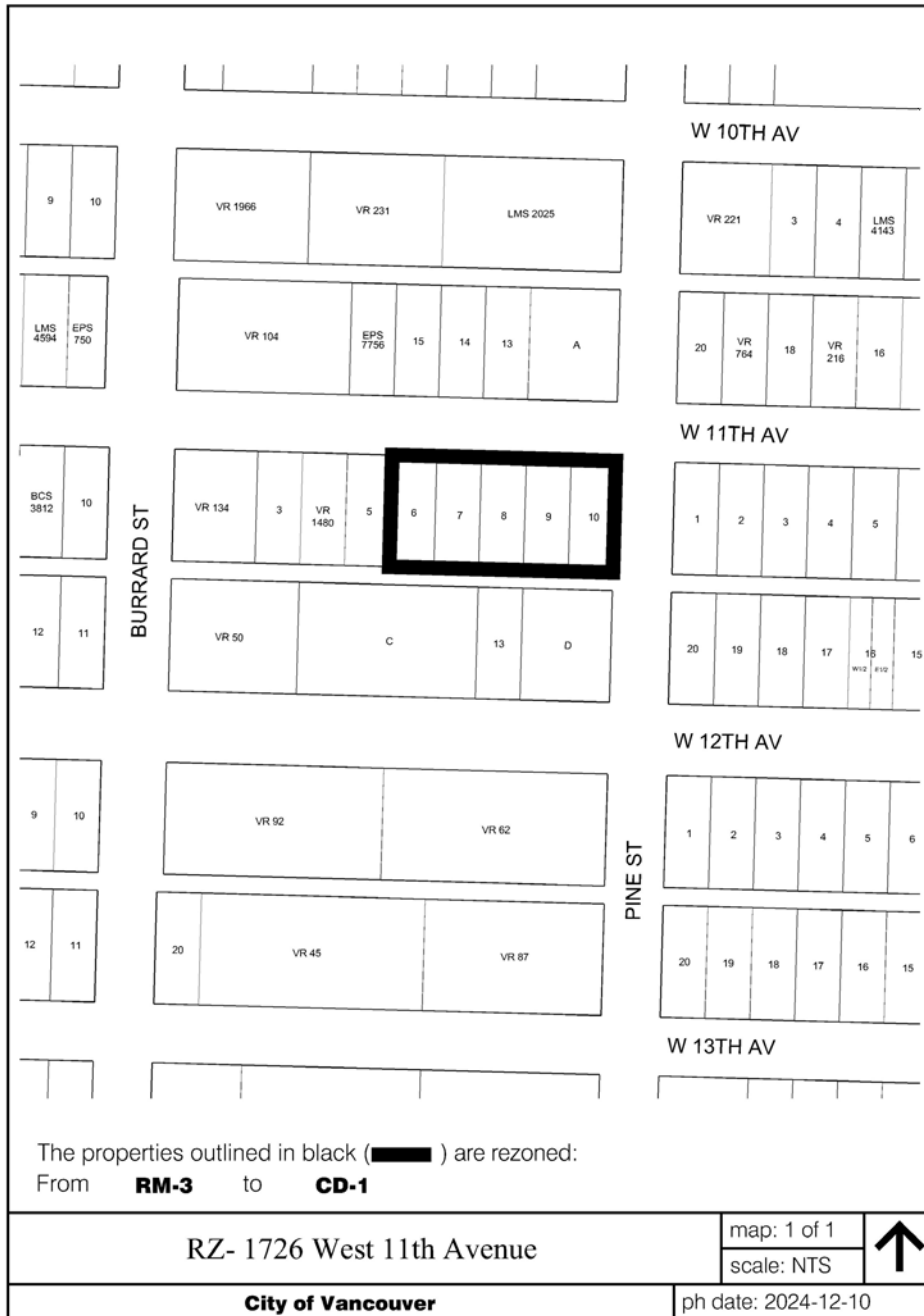 W 10TH AV
9
10
VR 1966
VR 231
LMS 2025
VR 221
3
4
LMS
4143
LMS
4594
EPS
750
VR 104
EPS
7756
15
14
13
A
20
VR
764
18
VR
216
16
W 11TH AV
BCS
3812
10
BURRARD ST
VR 134
3
VR
1480
5
6
7
8
9
10
1
2
3
4
5
12
11
VR 50
C
13
D
20
19
18
17
16
W1/2
E1/2
15
W 12TH AV
9
10
VR 92
VR 62
PINE ST
1
2
3
4
5
6
12
11
20
VR 45
VR 87
20
19
18
17
16
15
W 13TH AV
The properties outlined in black ( ) are rezoned:
From RM-3 to CD-1
RZ- 1726 West 11th Avenue
map: 1 of 1
scale: NTS
City of Vancouver
ph date: 2024-12-10